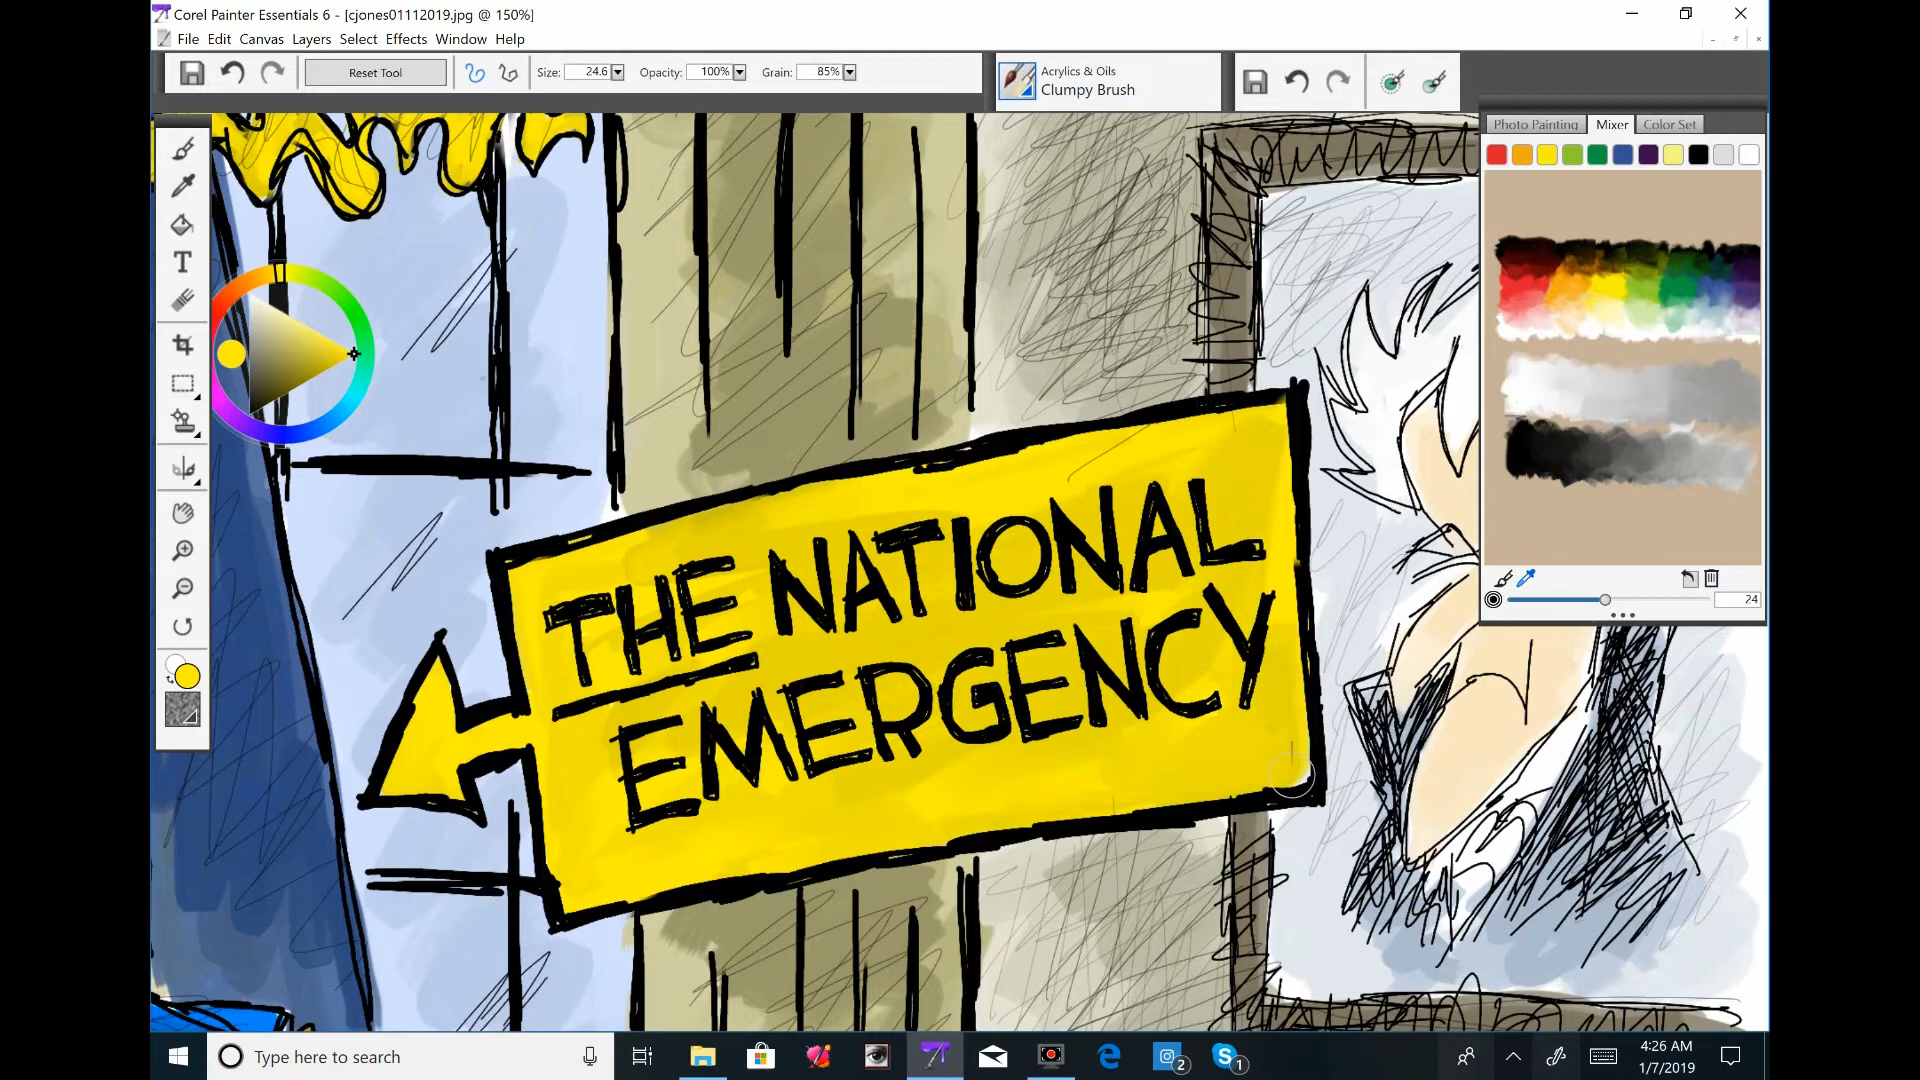 Corel Painter Essentials 6 - [cjones01112019.jpg @ 150%]
File Edit Canvas Layers Select Effects Window Help
Reset Tool Size: 24.6 Opacity: 100% Grain: 85%
Acrylics & Oils
Clumpy Brush
Photo Painting Mixer Color Set
T
24
THE NATIONAL
EMERGENCY
Type here to search
2
1
4:26 AM
1/7/2019